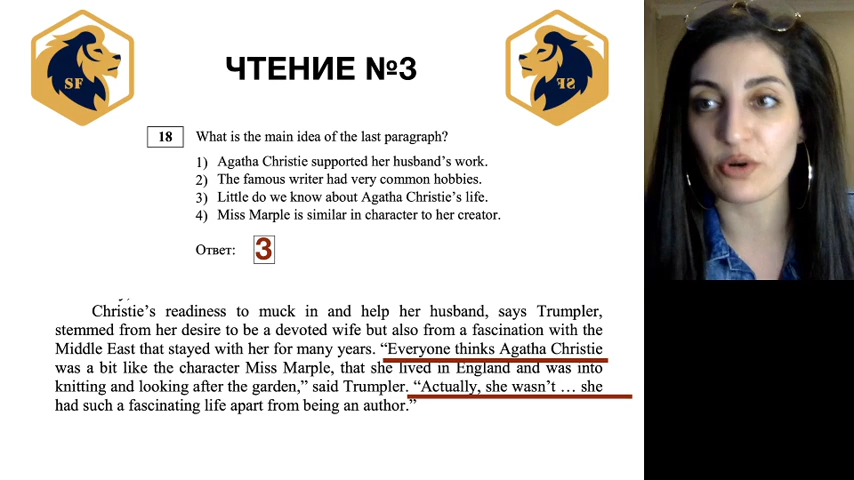 SF
SF
ЧТЕНИЕ №3
18 What is the main idea of the last paragraph?
1) Agatha Christie supported her husband's work.
2) The famous writer had very common hobbies.
3) Little do we know about Agatha Christie's life.
4) Miss Marple is similar in character to her creator.
Ответ: 3
Christie's readiness to muck in and help her husband, says Trumpler,
stemmed from her desire to be a devoted wife but also from a fascination with the
Middle East that stayed with her for many years. “Everyone thinks Agatha Christie
was a bit like the character Miss Marple, that she lived in England and was into
knitting and looking after the garden,” said Trumpler. “Actually, she wasn't … she
had such a fascinating life apart from being an author.”